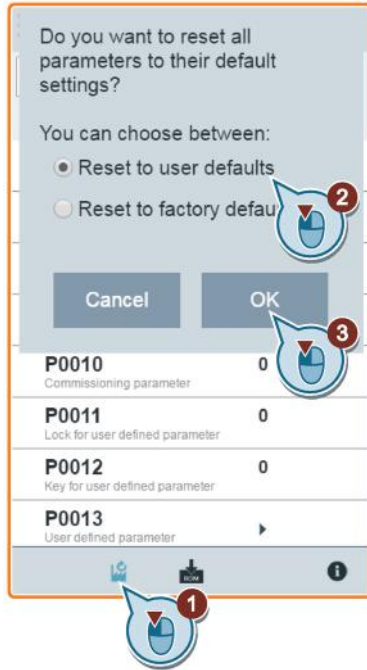 Do you want to reset all
parameters to their default
settings?
You can choose between:
Reset to user defaults
Reset to factory defau
2
Cancel
OK
3
P0010 0
Commissioning parameter
P0011 0
Lock for user defined parameter
P0012 0
Key for user defined parameter
P0013
User defined parameter
ROM
1